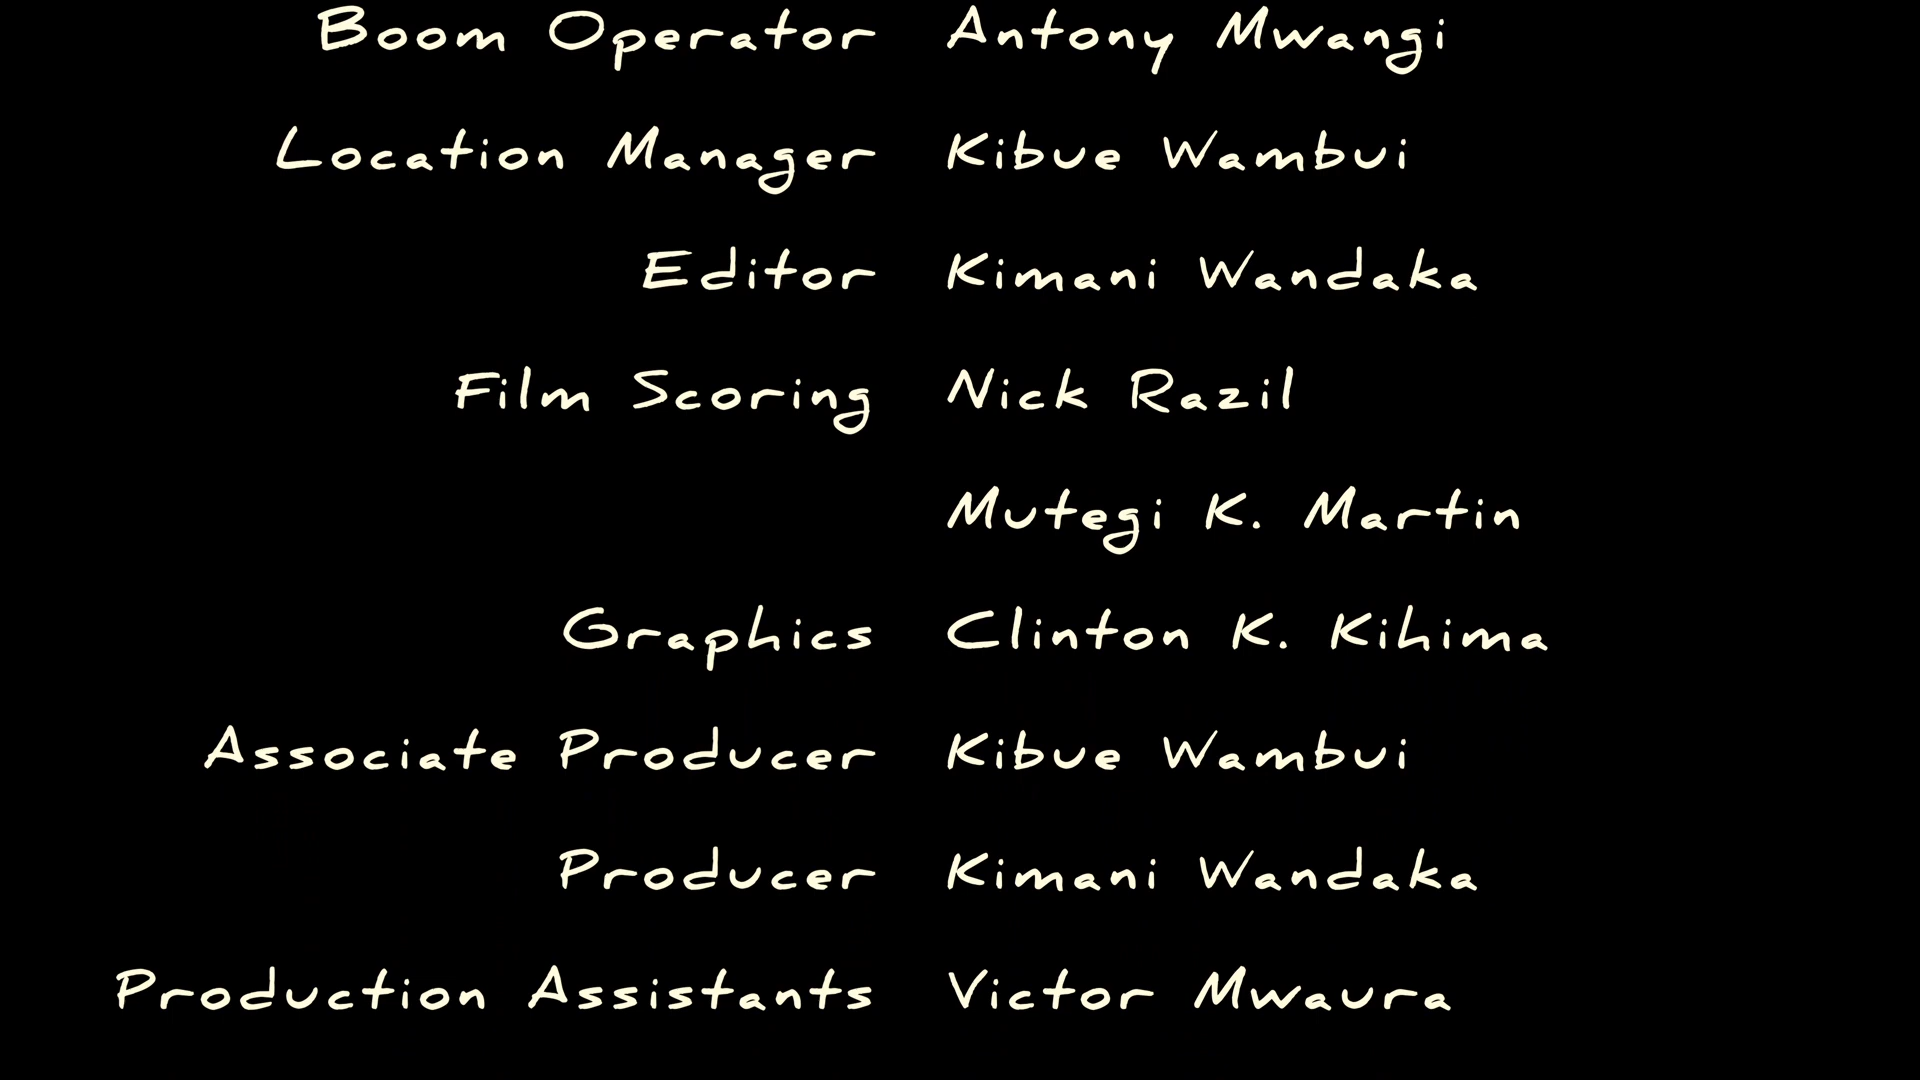 Boom Operator Antony Mwangi
Location Manager Kibue Wambui
Editor Kimani Wandaka
Film Scoring Nick Razil
Mutegi K. Martin
Graphics Clinton K. Kihima
Associate Producer Kibue Wambui
Producer Kimani Wandaka
Production Assistants Victor Mwaura